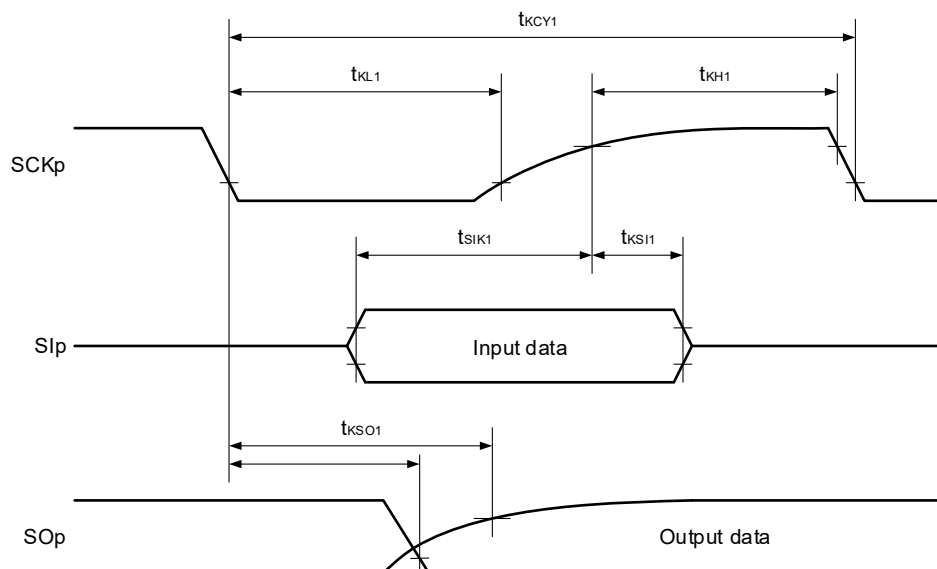 tKCY1
tKL1
tKH1
SCKp
tSIK1
tKSI1
SIp
Input data
tKSO1
SOp
Output data